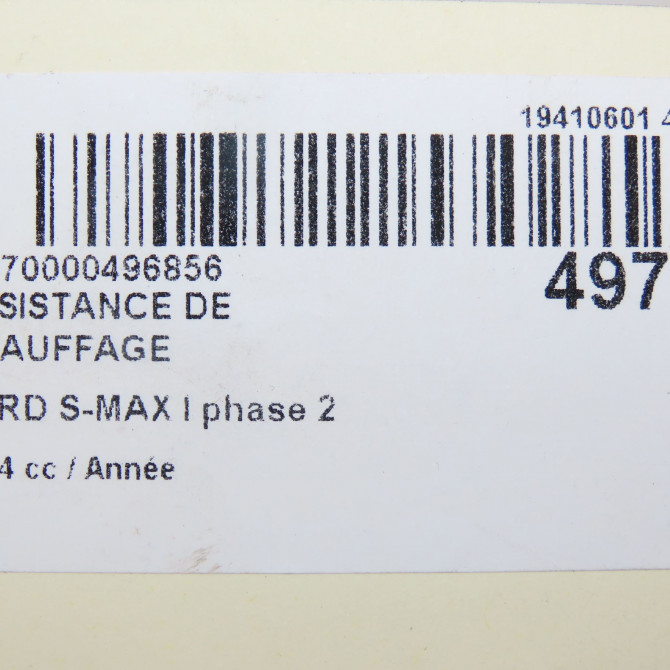 19410601 4
70000496856
497
SISTANCE DE
AUFFAGE
RD S-MAX I phase 2
4 cc / Année